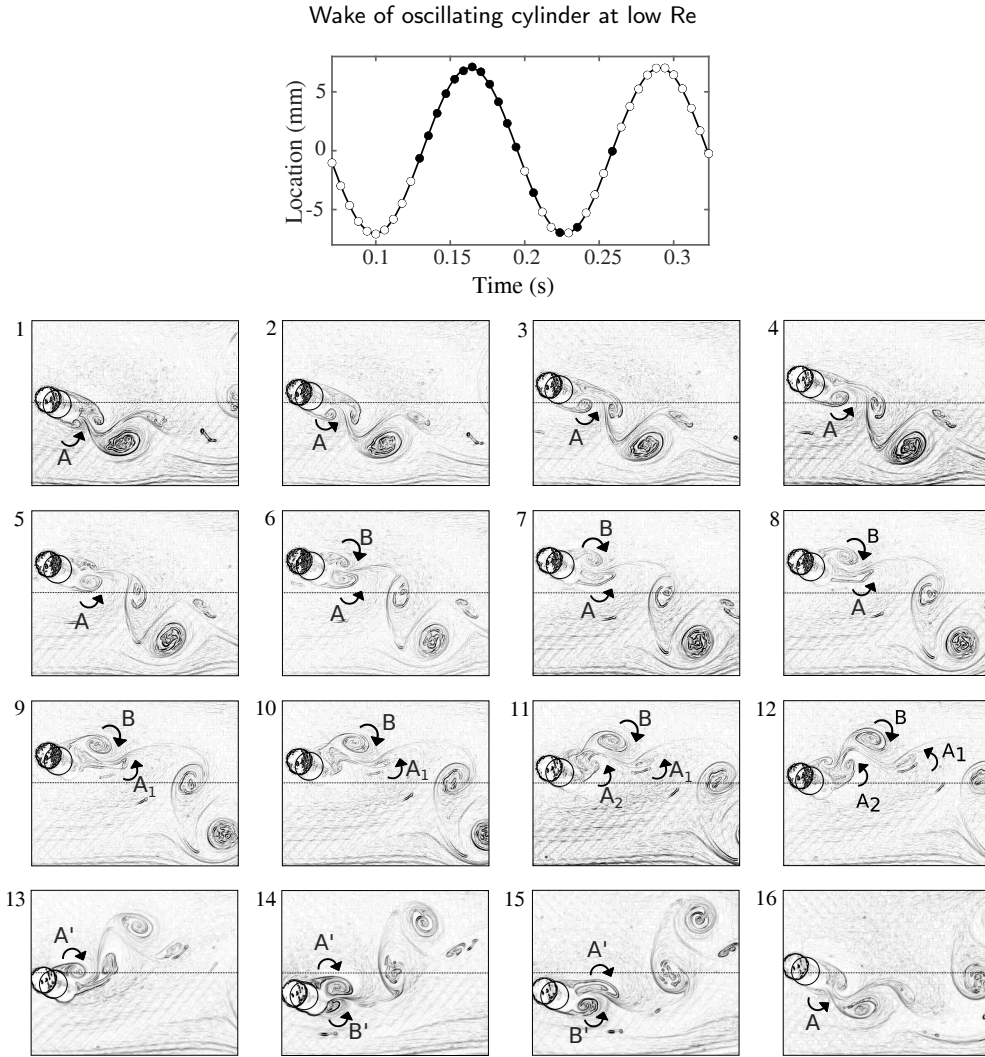 Wake of oscillating cylinder at low Re
5
0
-5
Location (mm)
0.1 0.15 0.2 0.25 0.3
Time (s)
1 2 3 4
A A A A
5 6 7 8
B B B
A A A A
9 10 11 12
B B B B
A1 A1 A1 A1
A2 A2
13 14 15 16
A' A' A'
B' B' A